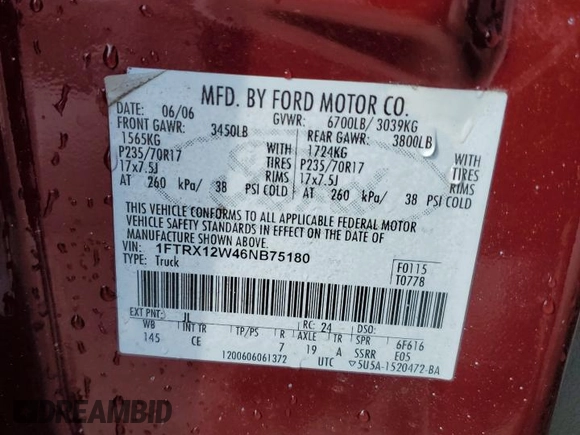 MFD. BY FORD MOTOR CO.
DATE: 06/06 GVWR: 6700LB/ 3039KG
FRONT GAWR: 3450LB REAR GAWR: 3800LB
1565KG WITH 1724KG WITH
P235/70R17 TIRES P235/70R17 TIRES
17x7.5J RIMS 17x7.5J RIMS
AT 260 kPa/ 38 PSI COLD AT 260 kPa/ 38 PSI COLD
THIS VEHICLE CONFORMS TO ALL APPLICABLE FEDERAL MOTOR
VEHICLE SAFETY STANDARDS IN EFFECT ON THE DATE OF
MANUFACTURE SHOWN ABOVE.
VIN: 1FTRX12W46NB75180
TYPE: Truck
F0115
T0778
EXT PNT: JL RC: 24 DSO:
WB INT TR TP/PS R AXLE TR SPR 6F616
145 CE 7 19 A SSRR E05
1200606061372 UTC ▽5U5A-1520472-BA
DREAMBID